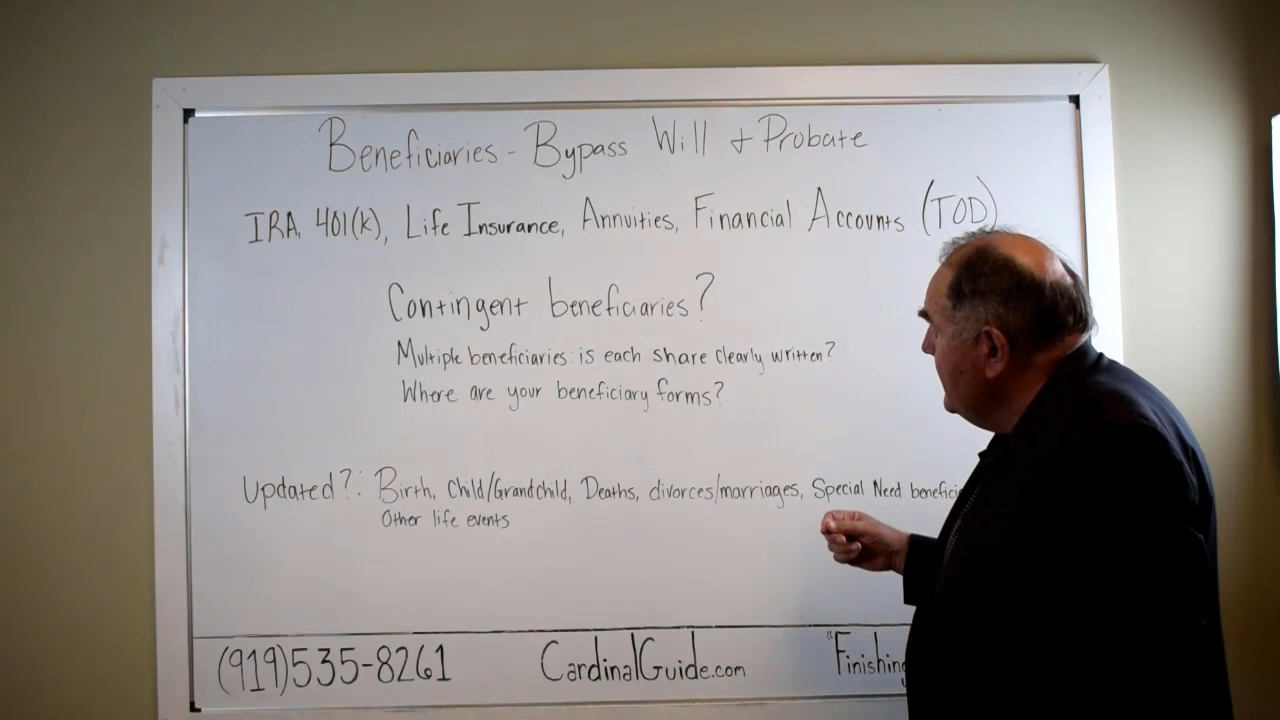 Beneficiaries - Bypass Will + Probate
IRA, 401(k), Life Insurance, Annuities, Financial Accounts (TOD)
Contingent beneficiaries?
Multiple beneficiaries: is each share clearly written?
Where are your beneficiary forms?
Updated?: Birth, Child/Grandchild, Deaths, divorces/marriages, Special Need
Other life events
(919)535-8261 CardinalGuide.com "Finishing